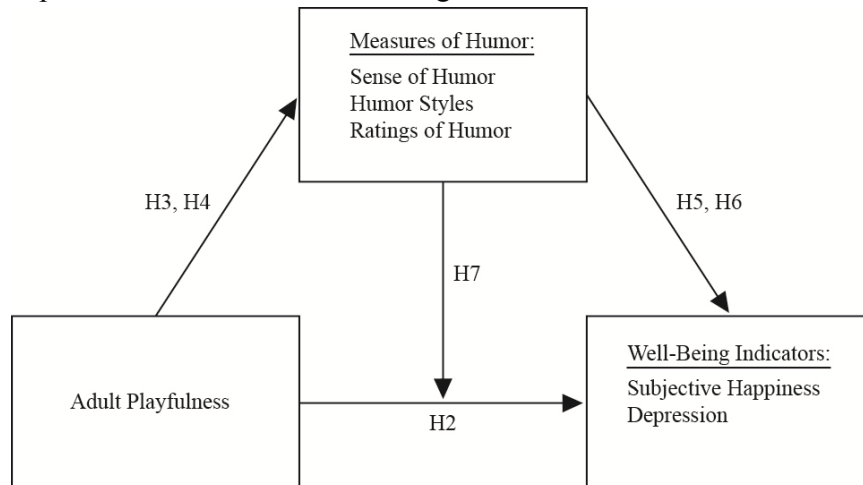 Measures of Humor:
Sense of Humor
Humor Styles
Ratings of Humor
H3, H4
H5, H6
H7
Adult Playfulness
H2
Well-Being Indicators:
Subjective Happiness
Depression